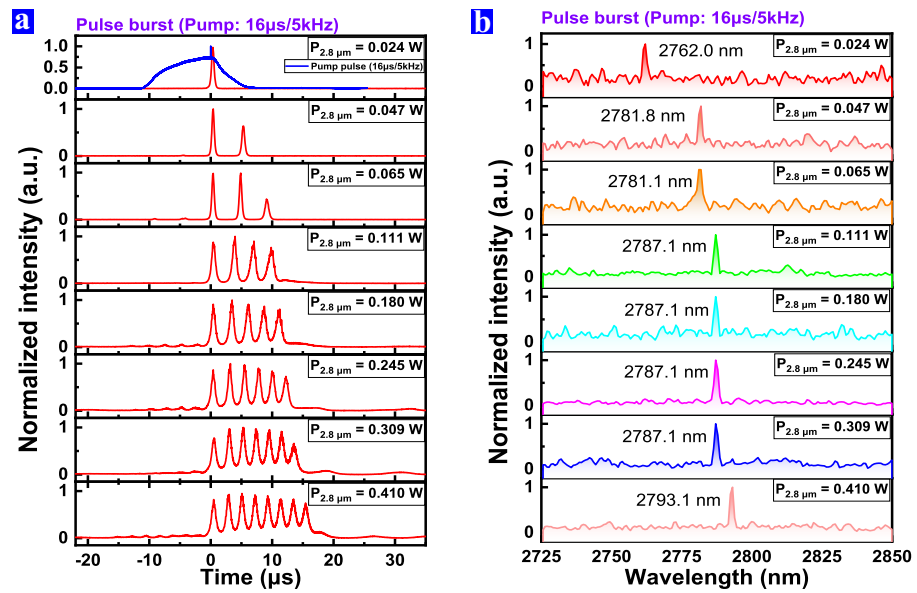 a
Pulse burst (Pump: 16μs/5kHz)
Normalized intensity (a.u.)
1.0
0.5
0.0
P2.8 μm = 0.024 W
Pump pulse (16μs/5kHz)
1
0
P2.8 μm = 0.047 W
1
0
P2.8 μm = 0.065 W
1
0
P2.8 μm = 0.111 W
1
0
P2.8 μm = 0.180 W
1
0
P2.8 μm = 0.245 W
1
0
P2.8 μm = 0.309 W
1
0
P2.8 μm = 0.410 W
-20 -10 0 10 20 30
Time (μs)
b
Pulse burst (Pump: 16μs/5kHz)
Normalized intensity (a.u.)
1
0
2762.0 nm
P2.8 μm = 0.024 W
1
0
2781.8 nm
P2.8 μm = 0.047 W
1
0
2781.1 nm
P2.8 μm = 0.065 W
1
0
2787.1 nm
P2.8 μm = 0.111 W
1
0
2787.1 nm
P2.8 μm = 0.180 W
1
0
2787.1 nm
P2.8 μm = 0.245 W
1
0
2787.1 nm
P2.8 μm = 0.309 W
1
0
2793.1 nm
P2.8 μm = 0.410 W
2725 2750 2775 2800 2825 2850
Wavelength (nm)